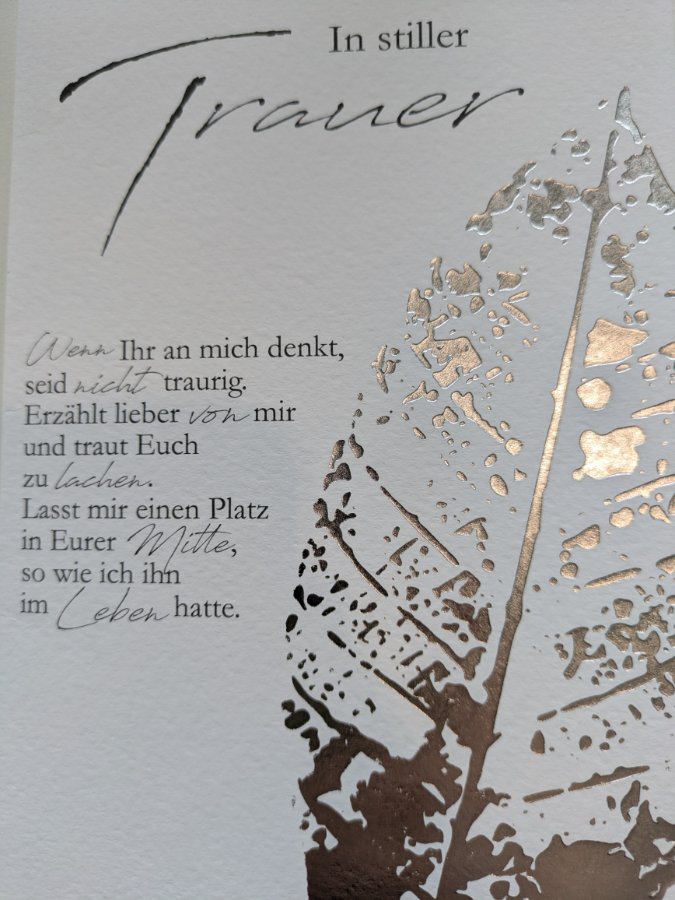 In stiller
Trauer
Wenn Ihr an mich denkt,
seid nicht traurig.
Erzählt lieber von mir
und traut Euch
zu lachen.
Lasst mir einen Platz
in Eurer Mitte,
so wie ich ihn
im Leben hatte.